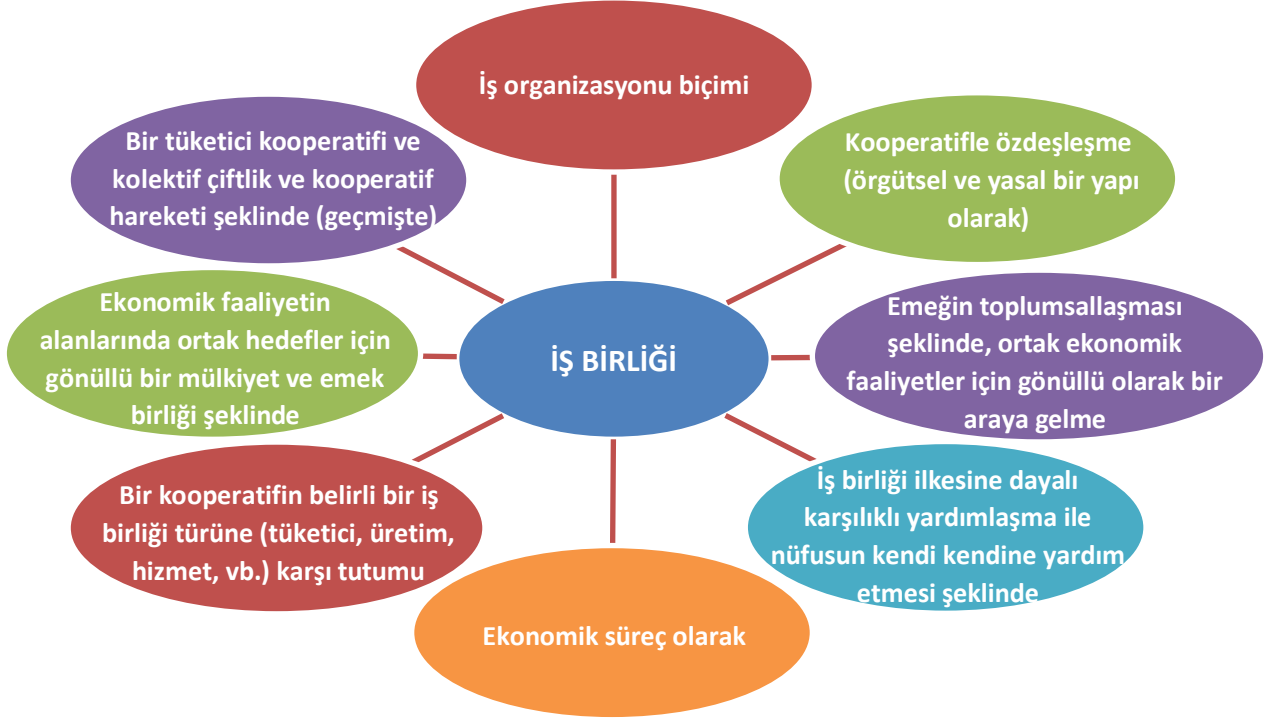 İş organizasyonu biçimi
Bir tüketici kooperatifi ve
kolektif çiftlik ve kooperatif
hareketi şeklinde (geçmişte)
Kooperatifle özdeşleşme
(örgütsel ve yasal bir yapı
olarak)
Ekonomik faaliyetin
alanlarında ortak hedefler için
gönüllü bir mülkiyet ve emek
birliği şeklinde
İŞ BİRLİĞİ
Emeğin toplumsallaşması
şeklinde, ortak ekonomik
faaliyetler için gönüllü olarak bir
araya gelme
Bir kooperatifin belirli bir iş
birliği türüne (tüketici, üretim,
hizmet, vb.) karşı tutumu
İş birliği ilkesine dayalı
karşılıklı yardımlaşma ile
nüfusun kendi kendine yardım
etmesi şeklinde
Ekonomik süreç olarak